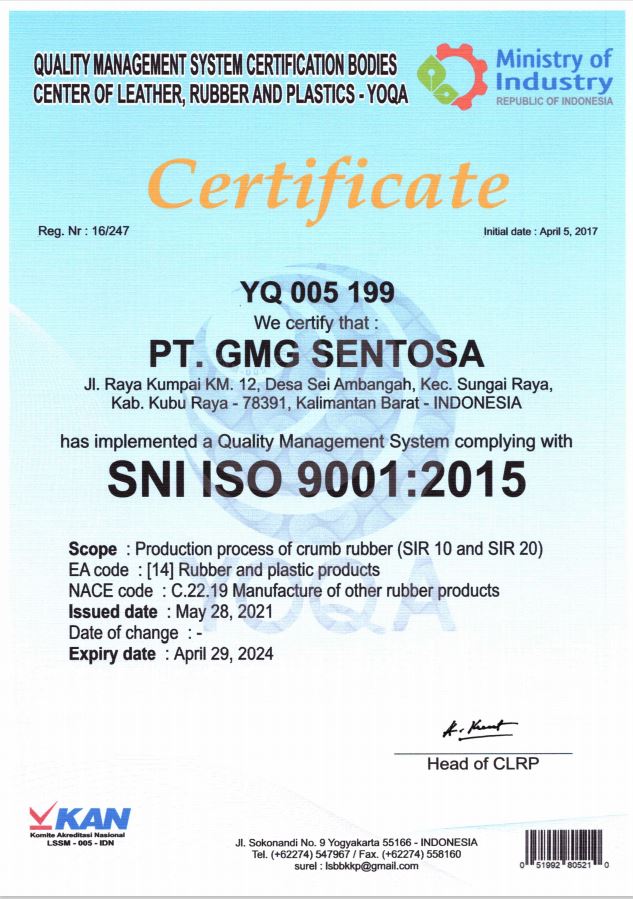 QUALITY MANAGEMENT SYSTEM CERTIFICATION BODIES
CENTER OF LEATHER, RUBBER AND PLASTICS - YOQA
Ministry of
Industry
REPUBLIC OF INDONESIA
Certificate
Reg. Nr : 16/247
Initial date : April 5, 2017
YQ 005 199
We certify that :
PT. GMG SENTOSA
Jl. Raya Kumpai KM. 12, Desa Sei Ambangah, Kec. Sungai Raya,
Kab. Kubu Raya - 78391, Kalimantan Barat - INDONESIA
has implemented a Quality Management System complying with
SNI ISO 9001:2015
Scope : Production process of crumb rubber (SIR 10 and SIR 20)
EA code : [14] Rubber and plastic products
NACE code : C.22.19 Manufacture of other rubber products
YOQA
Issued date : May 28, 2021
Date of change : -
Expiry date : April 29, 2024
Head of CLRP
KAN
Komite Akreditasi Nasional
LSSM - 005 - IDN
Jl. Sokonandi No. 9 Yogyakarta 55166 - INDONESIA
Tel. (+62274) 547967 / Fax. (+62274) 558160
surel : lsbbkkp@gmail.com
0 51992 80521 0